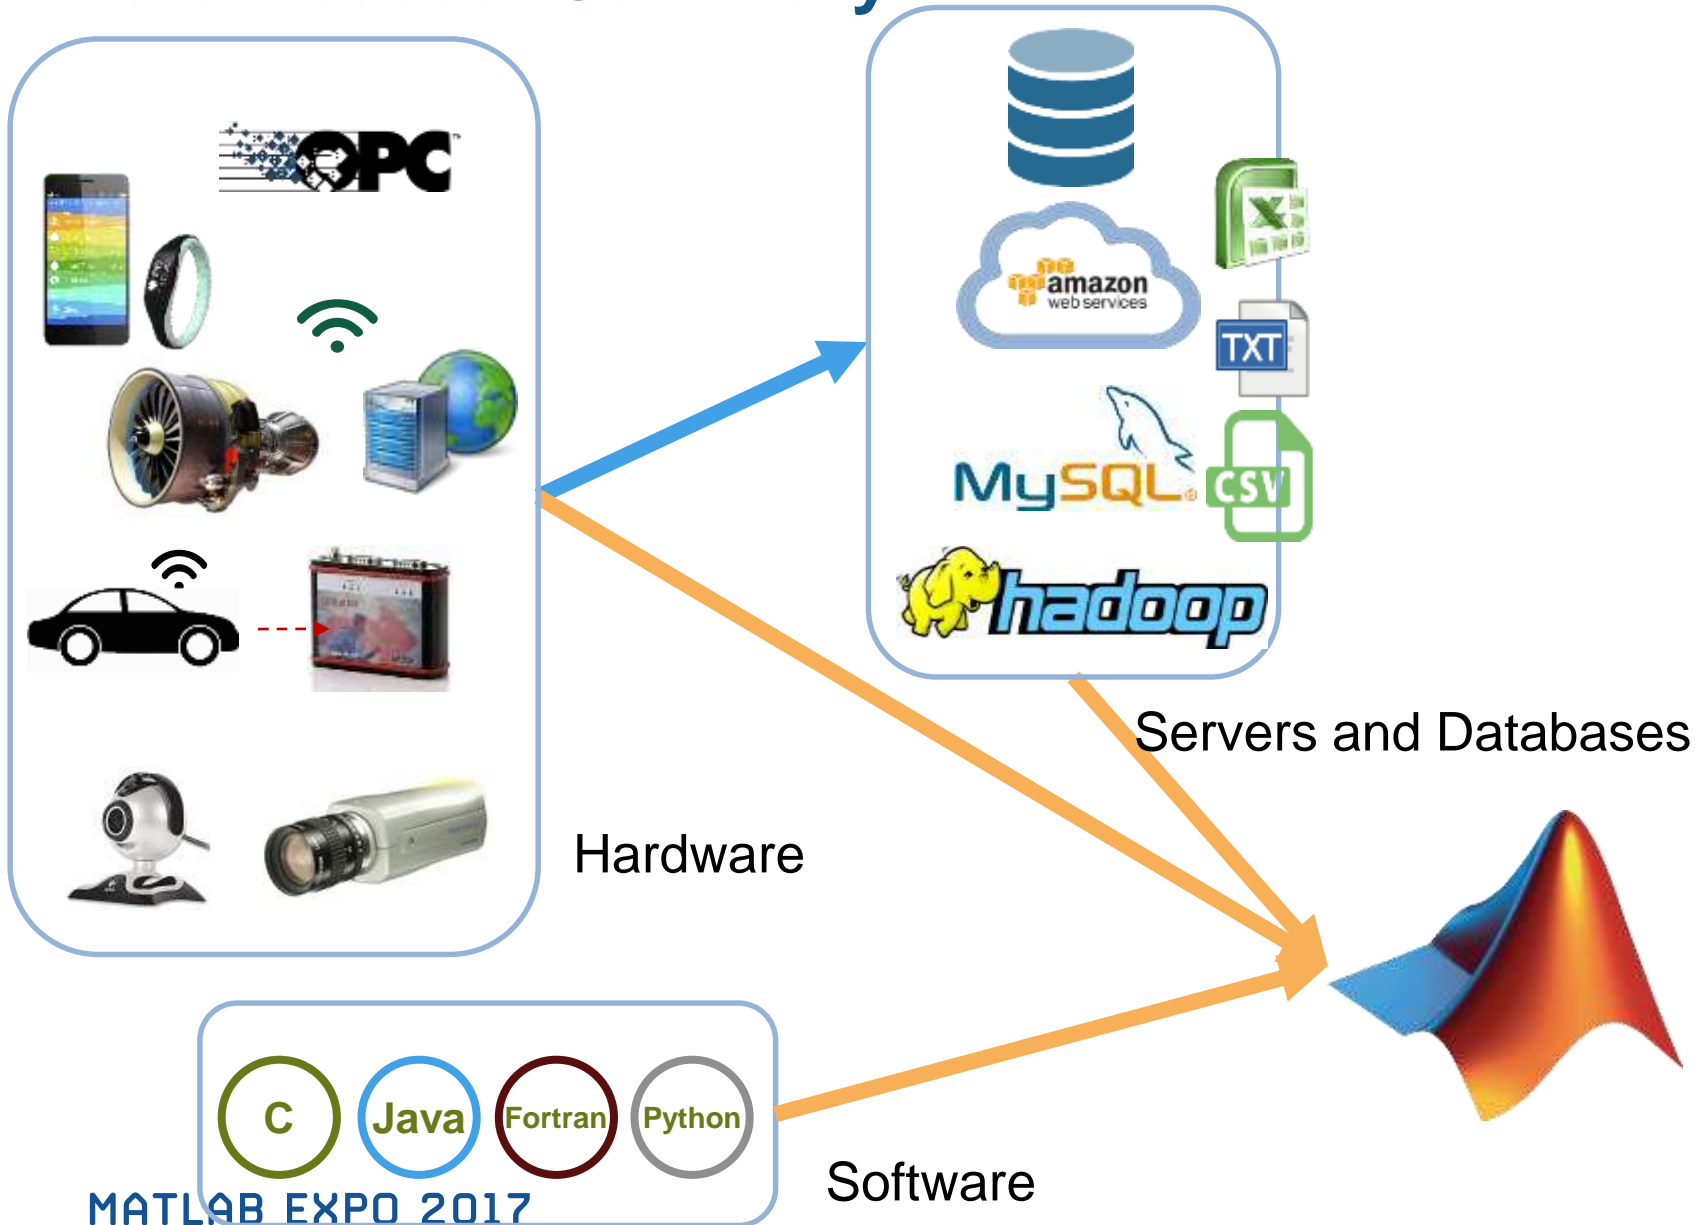 OPC
TM
amazon
web services
TXT
MySQL®
CSV
hadoop
Servers and Databases
Hardware
C
Java
Fortran
Python
Software
MATLAB EXPO 2017